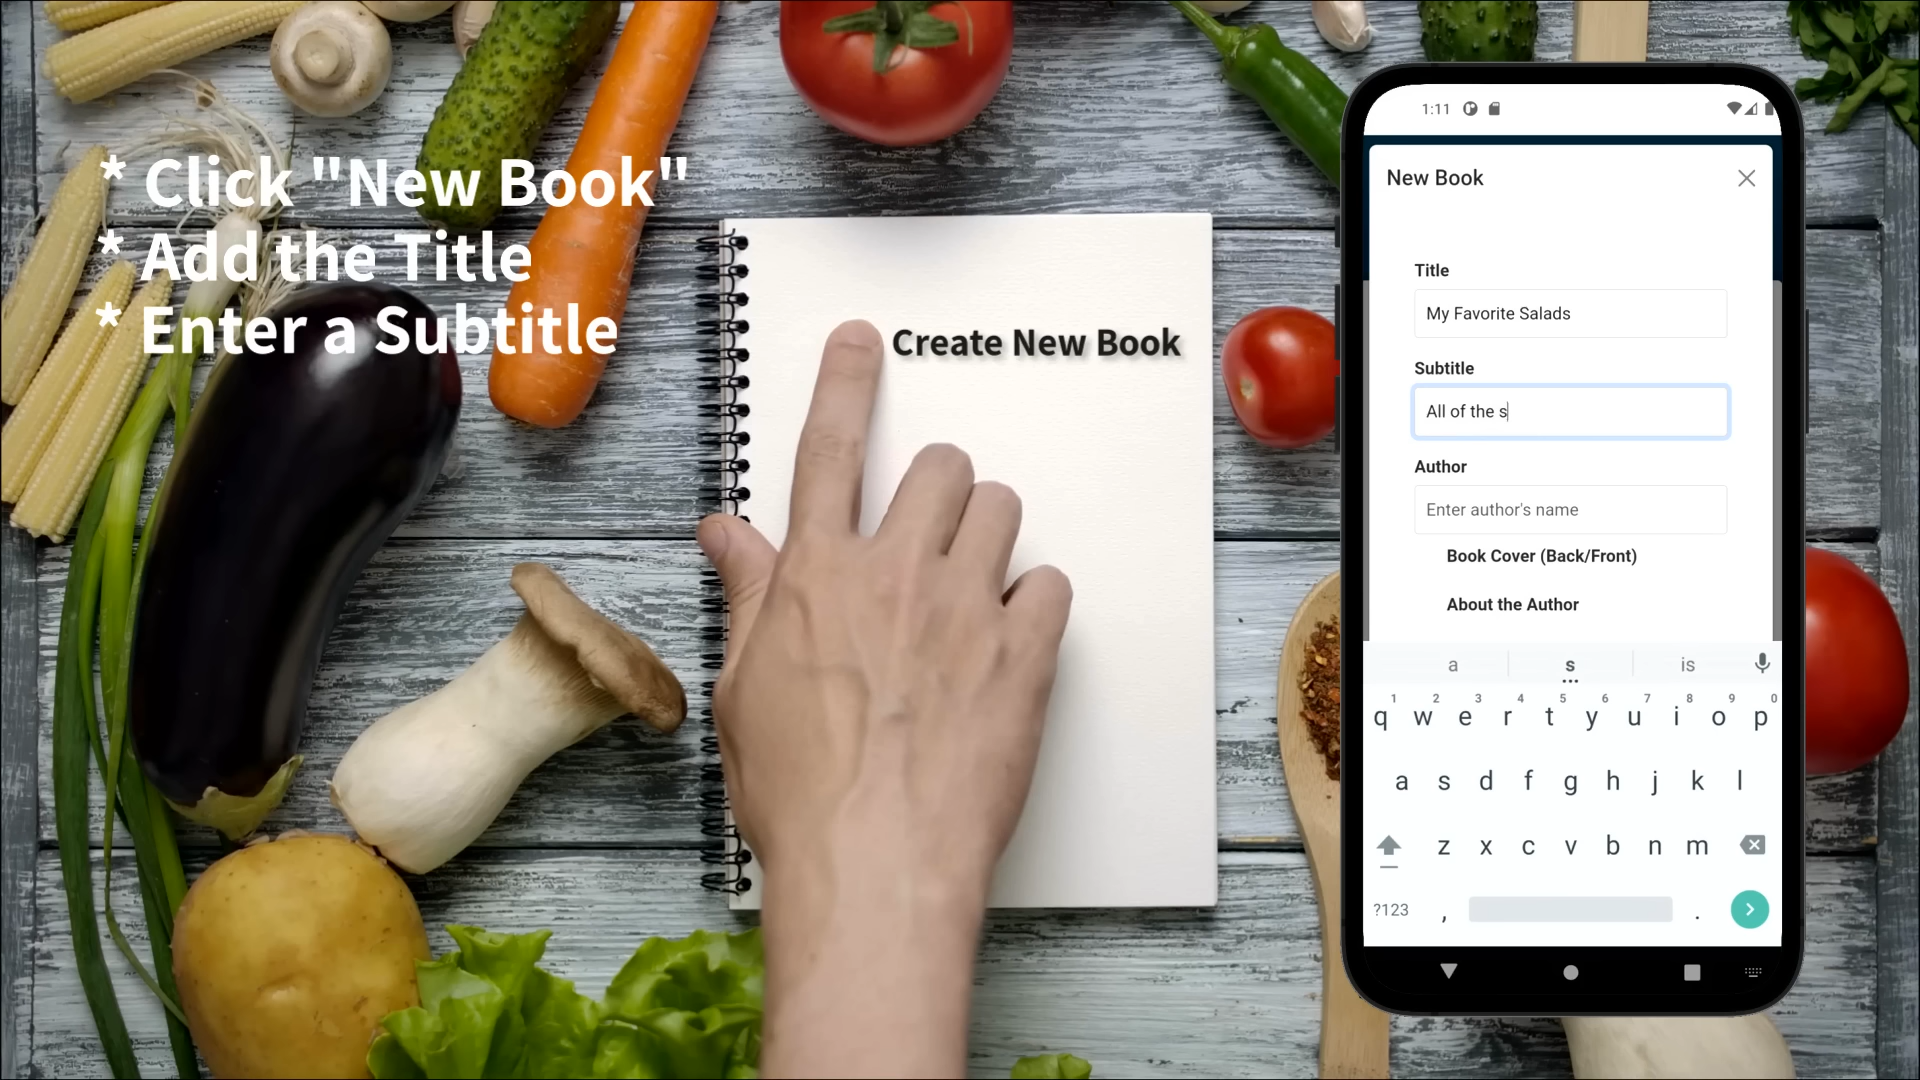 * Click "New Book"
* Add the Title
* Enter a Subtitle
Create New Book
1:11
New Book
Title
My Favorite Salads
Subtitle
All of the s
Author
Enter author's name
Book Cover (Back/Front)
About the Author
a s is
1 2 3 4 5 6 7 8 9 0
q w e r t y u i o p
a s d f g h j k l
z x c v b n m
?123 , .